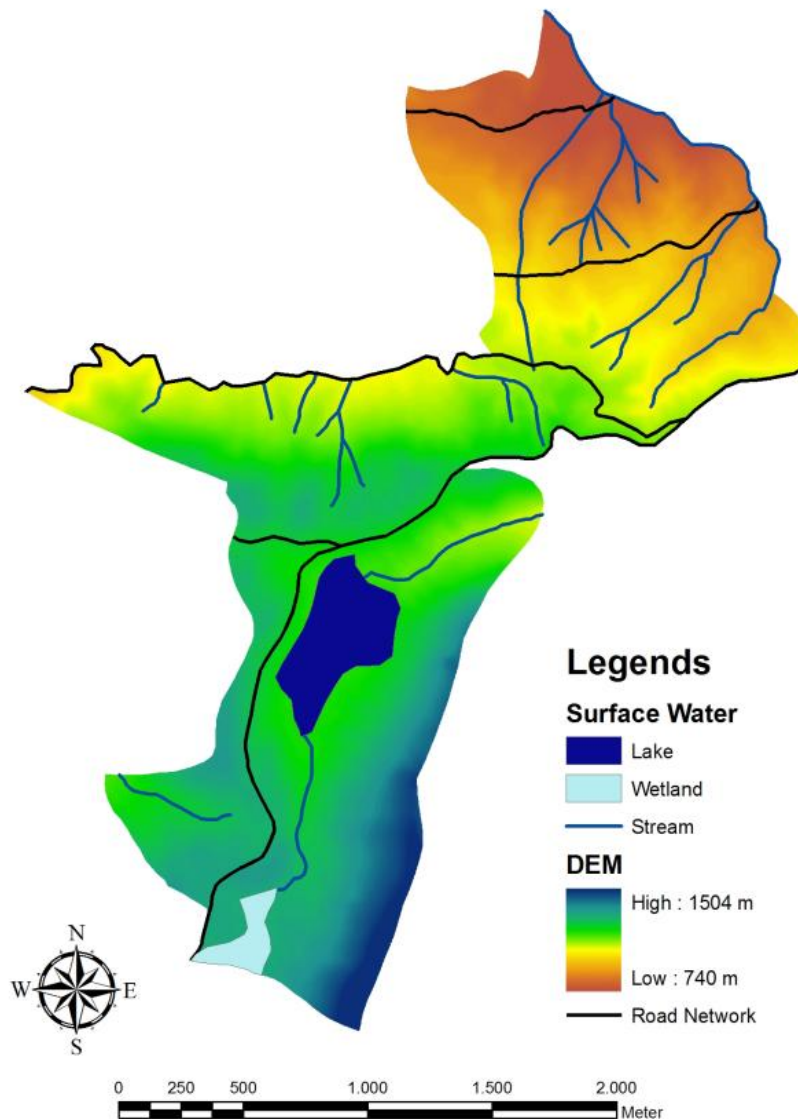 Legends
Surface Water
Lake
Wetland
Stream
DEM
High : 1504 m
Low : 740 m
Road Network
N
W E
S
0 250 500 1.000 1.500 2.000
Meter